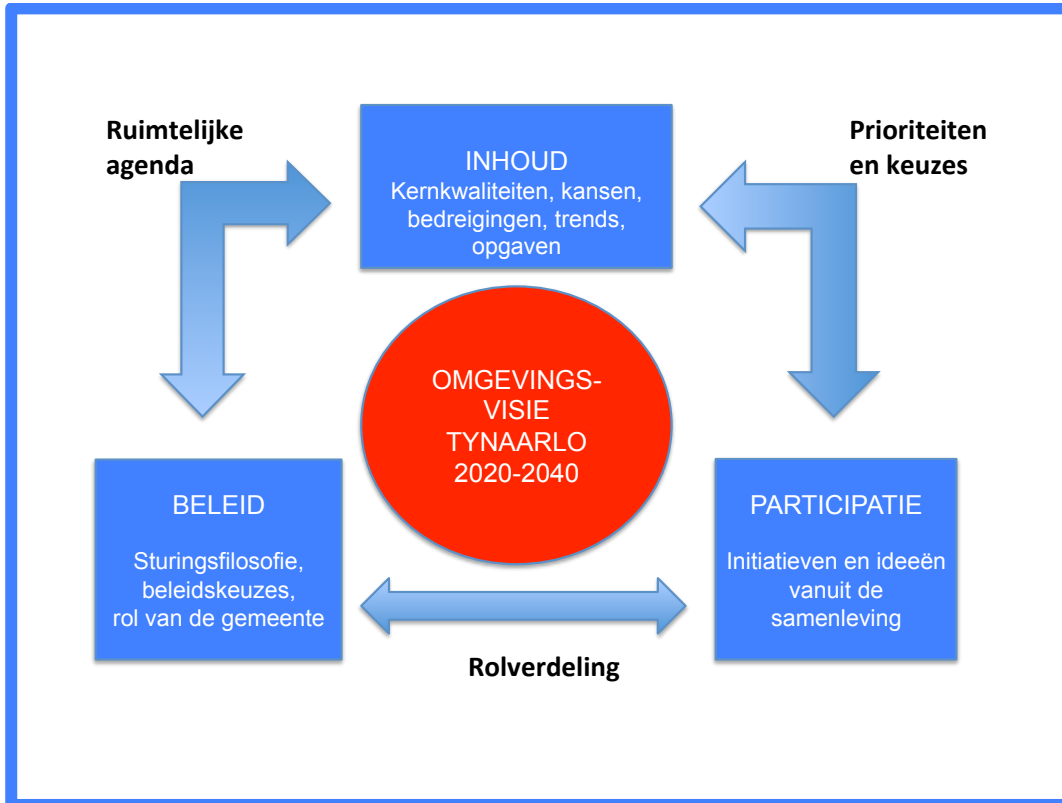 Ruimtelijke
agenda
INHOUD
Kernkwaliteiten, kansen,
bedreigingen, trends,
opgaven
Prioriteiten
en keuzes
OMGEVINGS-
VISIE
TYNAARLO
2020-2040
BELEID
Sturingsfilosofie,
beleidskeuzes,
rol van de gemeente
PARTICIPATIE
Initiatieven en ideeën
vanuit de
samenleving
Rolverdeling